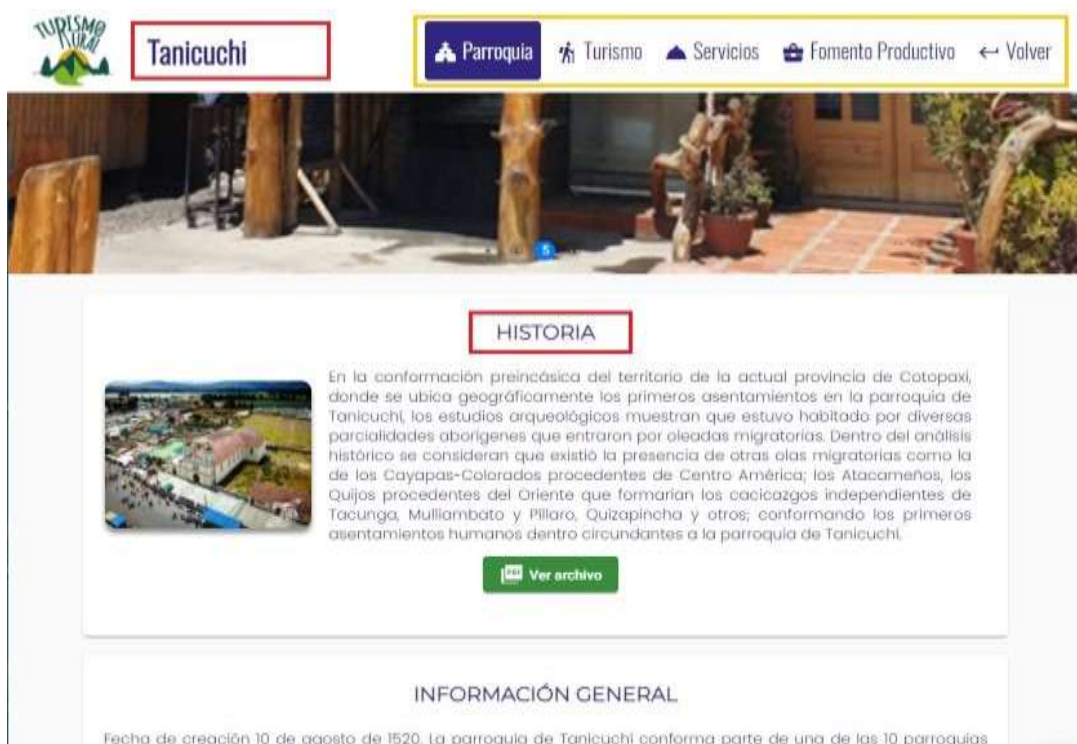 TURISMO
RURAL
Tanicuchi
Parroquia
Turismo
Servicios
Fomento Productivo
Volver
5
HISTORIA
En la conformación preincásica del territorio de la actual provincia de Cotopaxi,
donde se ubica geográficamente los primeros asentamientos en la parroquia de
Tanicuchí, los estudios arqueológicos muestran que estuvo habitado por diversas
parcialidades aborígenes que entraron por oleadas migratorias. Dentro del análisis
histórico se consideran que existió la presencia de otras olas migratorias como la
de los Cayapas-Colorados procedentes de Centro América; los Atacameños, los
Quijos procedentes del Oriente que formarían los cacicazgos independientes de
Tacunga, Mulliambato y Píllaro, Quizapincha y otros; conformando los primeros
asentamientos humanos dentro circundantes a la parroquia de Tanicuchí.
Ver archivo
INFORMACIÓN GENERAL
Fecha de creación 10 de agosto de 1520. La parroquia de Tanicuchí conforma parte de una de las 10 parroquias